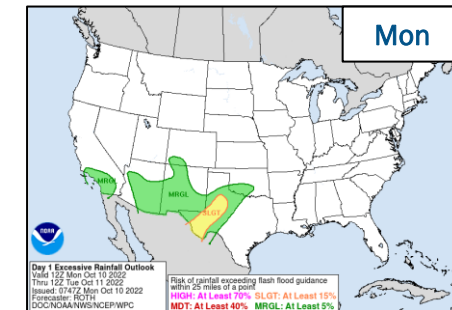 Mon
MRGL
MRGL
SLGT
NOAA
Day 1 Excessive Rainfall Outlook
Valid 12Z Mon Oct 10 2022
Thru 12Z Tue Oct 11 2022
Issued: 0747Z Mon Oct 10 2022
Forecaster: ROTH
DOC/NOAA/NWS/NCEP/WPC
Risk of rainfall exceeding flash flood guidance
within 25 miles of a point
HIGH: At Least 70% SLGT: At Least 15%
MDT: At Least 40% MRGL: At Least 5%